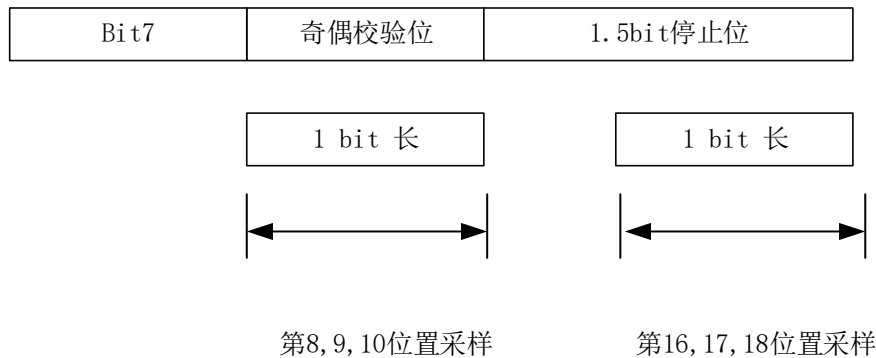 Bit7 奇偶校验位 1.5bit停止位
1 bit 长 1 bit 长
第8,9,10位置采样 第16,17,18位置采样